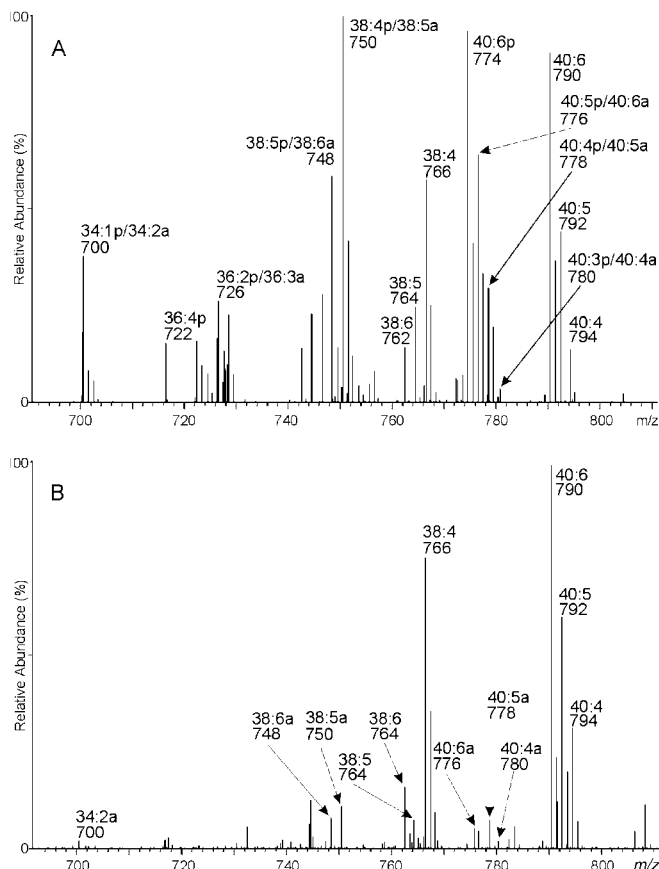 100
A
38:4p/38:5a
750
40:6p
774
40:6
790
40:5p/40:6a
776
38:5p/38:6a
748
38:4
766
40:4p/40:5a
778
40:5
792
34:1p/34:2a
700
40:3p/40:4a
780
36:2p/36:3a
726
38:5
764
36:4p
722
38:6
762
40:4
794
Relative Abundance (%)
0
700
720
740
760
780
800
m/z
100
B
40:6
790
38:4
766
40:5
792
38:6a
748
38:5a
750
38:6
764
38:5
764
40:5a
778
40:6a
776
40:4a
780
40:4
794
34:2a
700
Relative Abundance (%)
0
700
720
740
760
780
800
m/z